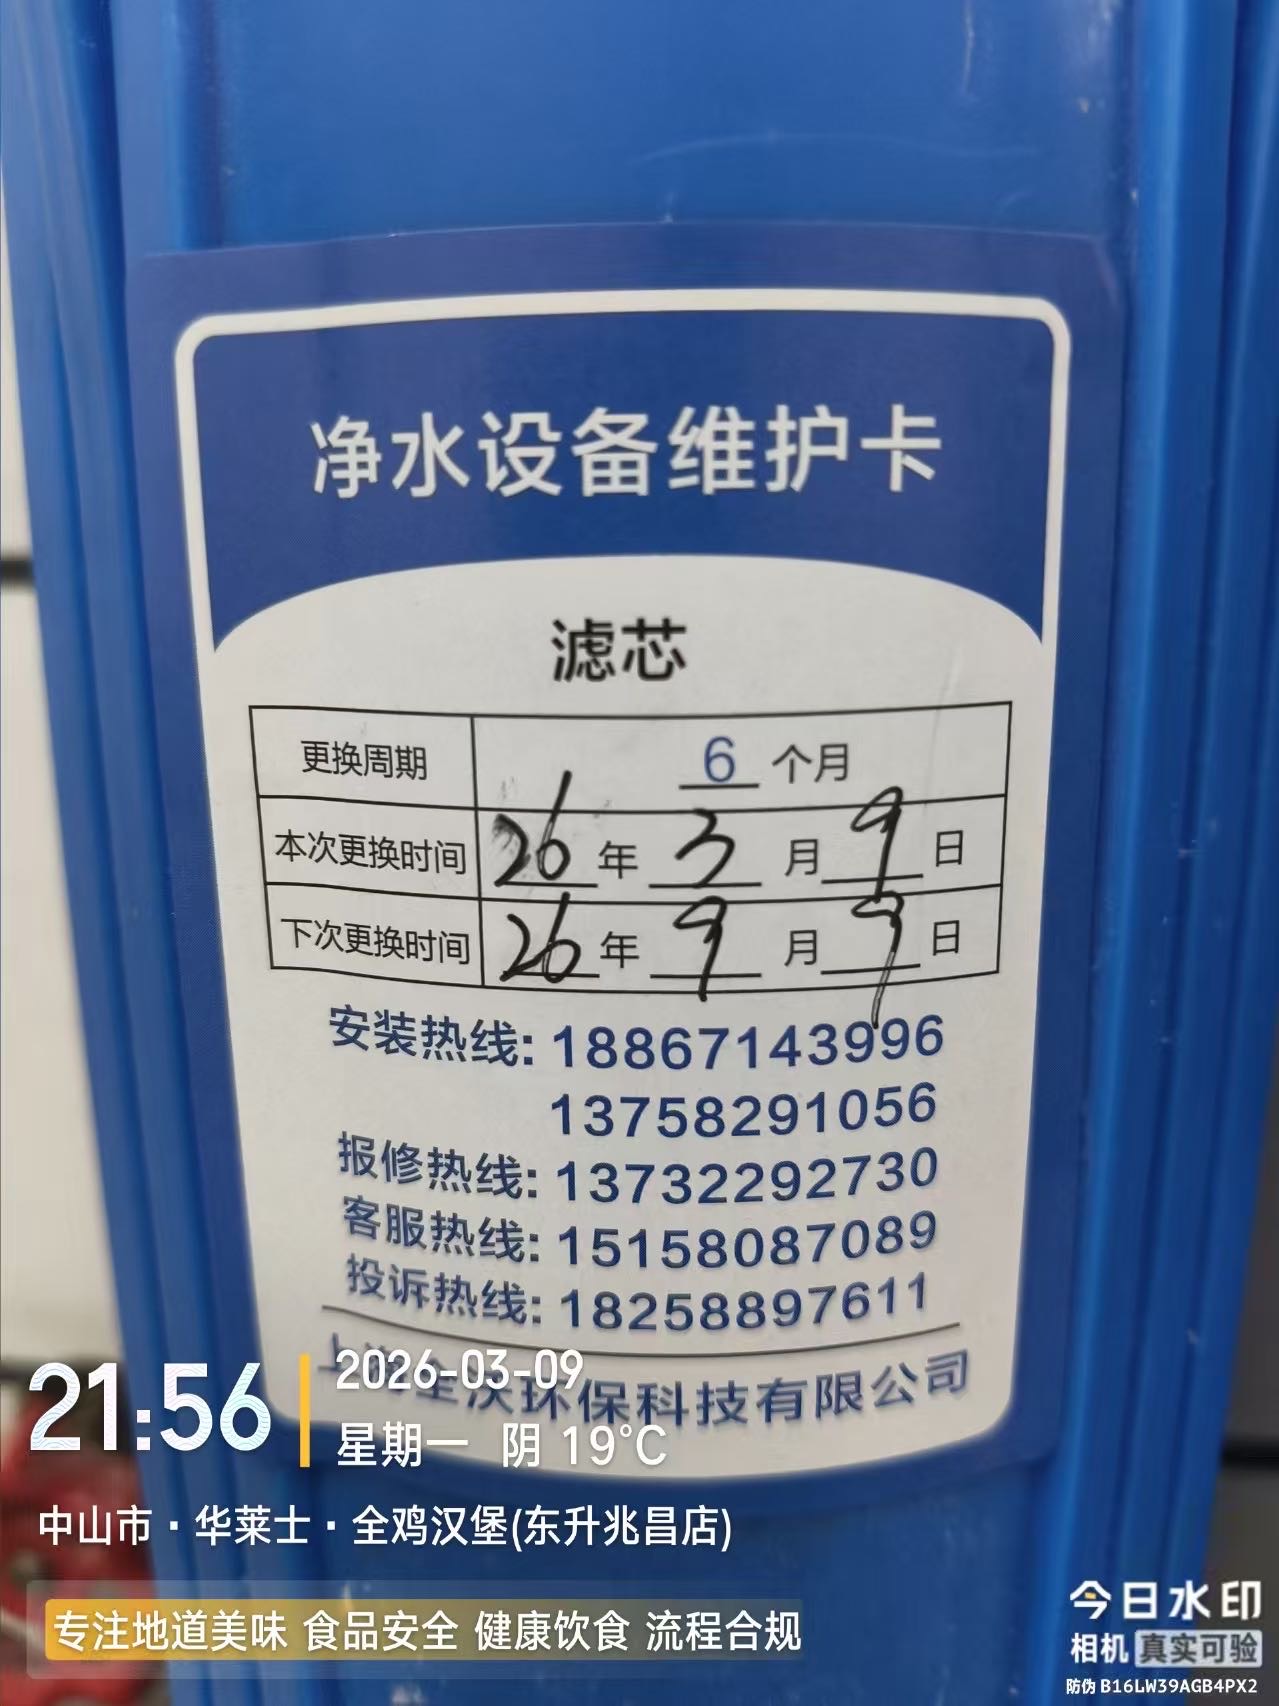 净水设备维护卡
滤芯
更换周期 6 个月
本次更换时间 26 年 3 月 9 日
下次更换时间 26 年 9 月 9 日
安装热线: 18867143996
13758291056
报修热线: 13732292730
客服热线: 15158087089
投诉热线: 18258897611
上 环保科技有限公司
21:56
2026-03-09
星期一 阴 19°C
中山市·华莱士·全鸡汉堡(东升兆昌店)
专注地道美味 食品安全 健康饮食 流程合规
今日水印
相机 真实可验
防伪 B16LW39AGB4PX2